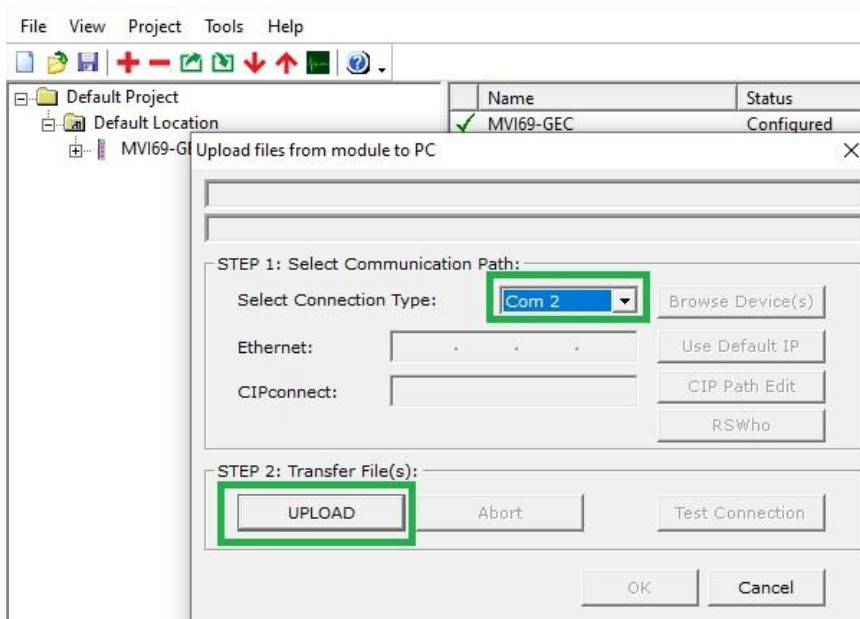 File View Project Tools Help
Default Project
Default Location
MVI69-GE
Name Status
MVI69-GEC Configured
Upload files from module to PC
STEP 1: Select Communication Path:
Select Connection Type: Com 2 Browse Device(s)
Ethernet: . . . Use Default IP
CIPconnect: CIP Path Edit
RSWho
STEP 2: Transfer File(s):
UPLOAD Abort Test Connection
OK Cancel